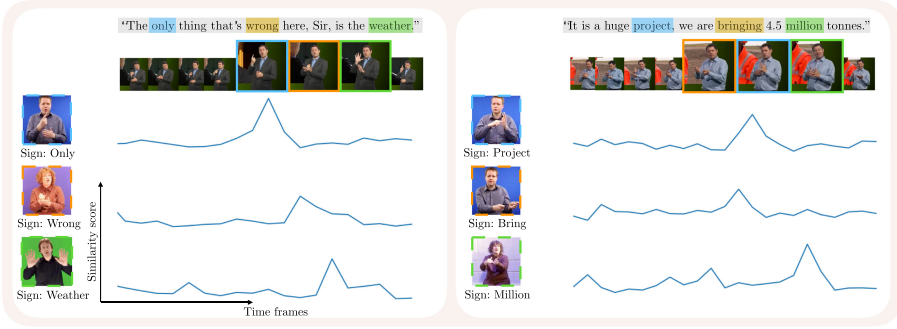 “The only thing that's wrong here, Sir, is the weather.”
Sign: Only
Sign: Wrong
Sign: Weather
Similarity score
Time frames
“It is a huge project, we are bringing 4.5 million tonnes.”
Sign: Project
Sign: Bring
Sign: Million